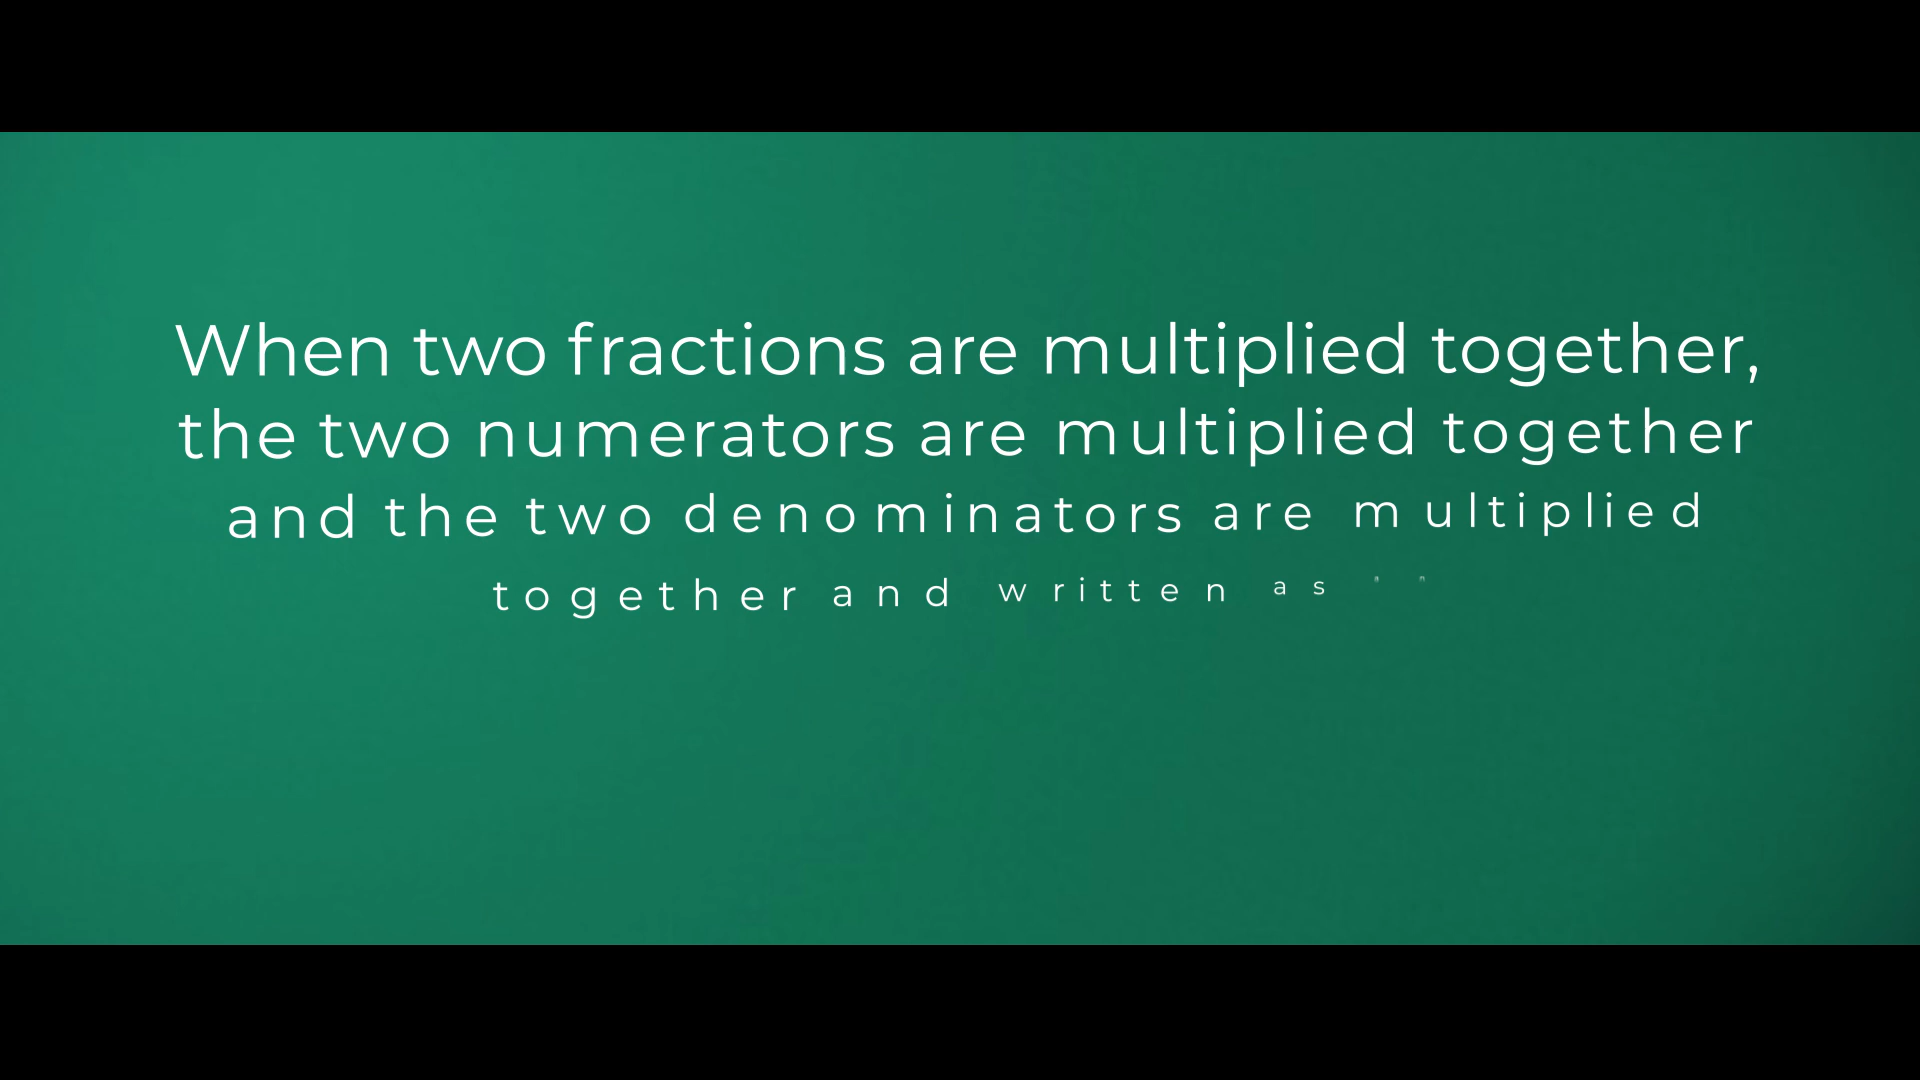 When two fractions are multiplied together,
the two numerators are multiplied together
and the two denominators are multiplied
together and written as